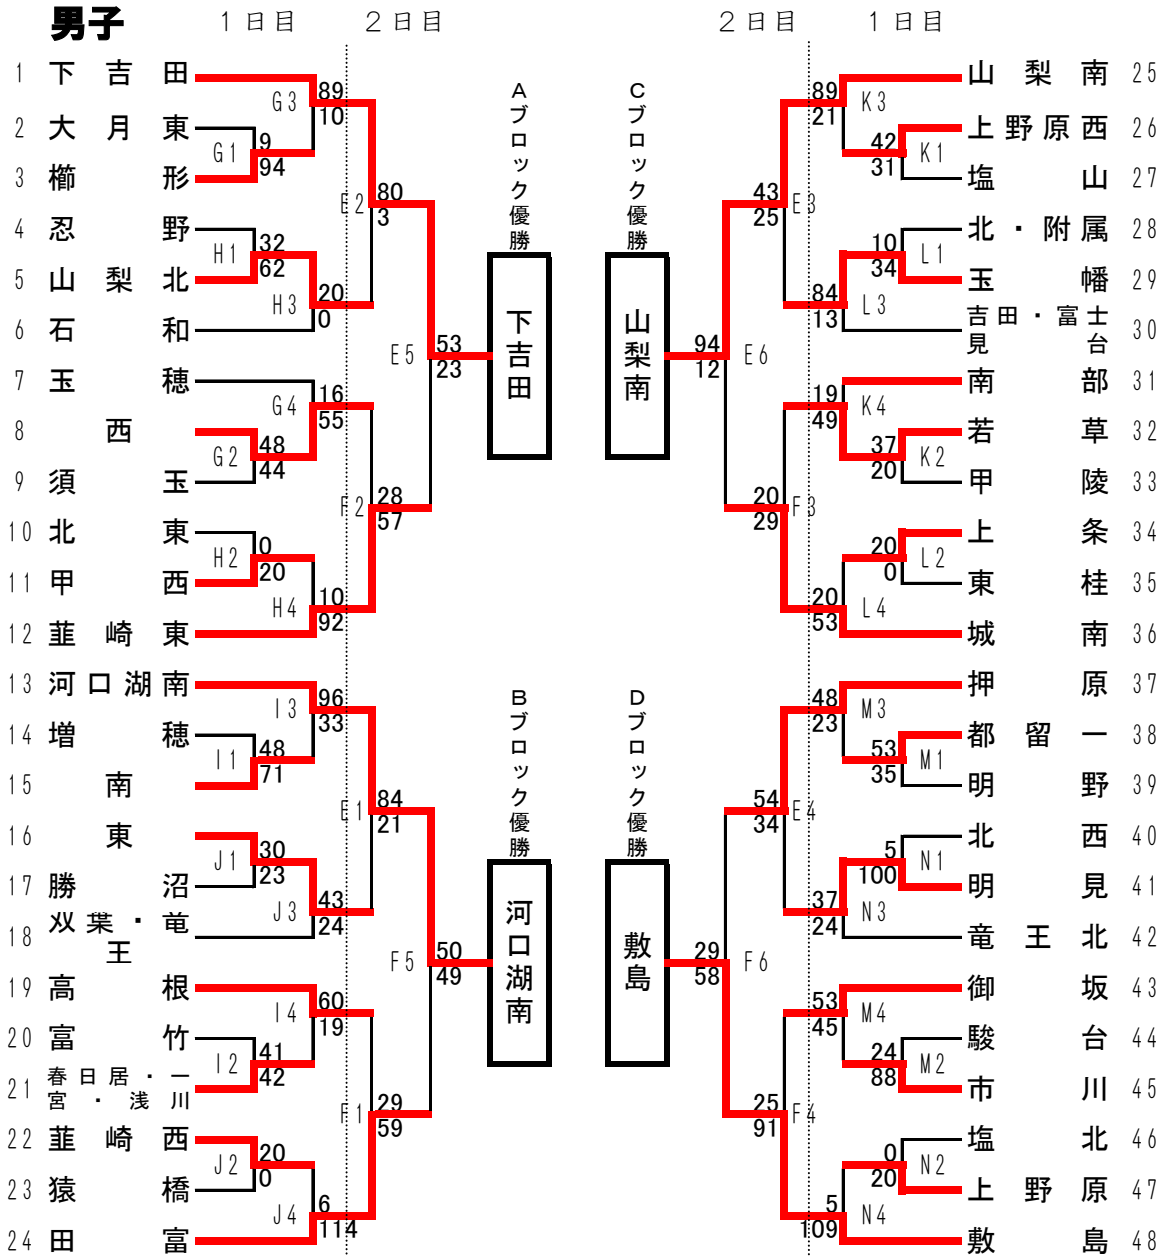 男子 1日目 2日目 2日目 1日目
1 下吉田
2 大月東
3 櫛形
4 忍野
5 山梨北
6 石和
7 玉穂
8 西
9 須玉
10 北東
11 甲西
12 韮崎東
13 河口湖南
14 増穂
15 南
16 東
17 勝沼
18 双葉・竜
王
19 高根
20 富竹
21 春日居・一
宮・浅川
22 韮崎西
23 猿橋
24 田富
G3 89
10
G1 9
94
E2 80
3
H1 32
62
H3 20
0
E5 53
23
G4 16
55
G2 48
44
F2 28
57
H2 0
20
H4 10
92
I3 96
33
I1 48
71
E1 84
21
J1 30
23
J3 43
24
F5 50
49
I4 60
19
I2 41
42
F1 29
59
J2 20
0
J4 6
114
Aブロック優勝
下吉田
Bブロック優勝
河口湖南
Cブロック優勝
山梨南
Dブロック優勝
敷島
89 K3
21
42 K1
31
43 E3
25
10 L1
34
84 L3
13
94 E6
12
19 K4
49
37 K2
20
20 F3
29
20 L2
0
20 L4
53
48 M3
23
53 M1
35
54 E4
34
5 N1
100
37 N3
24
29 F6
58
53 M4
45
24 M2
88
25 F4
91
0 N2
20
5 N4
109
山梨南 25
上野原西 26
塩山 27
北・附属 28
玉幡 29
吉田・富士
見台 30
南部 31
若草 32
甲陵 33
上条 34
東桂 35
城南 36
押原 37
都留一 38
明野 39
北西 40
明見 41
竜王北 42
御坂 43
駿台 44
市川 45
塩北 46
上野原 47
敷島 48